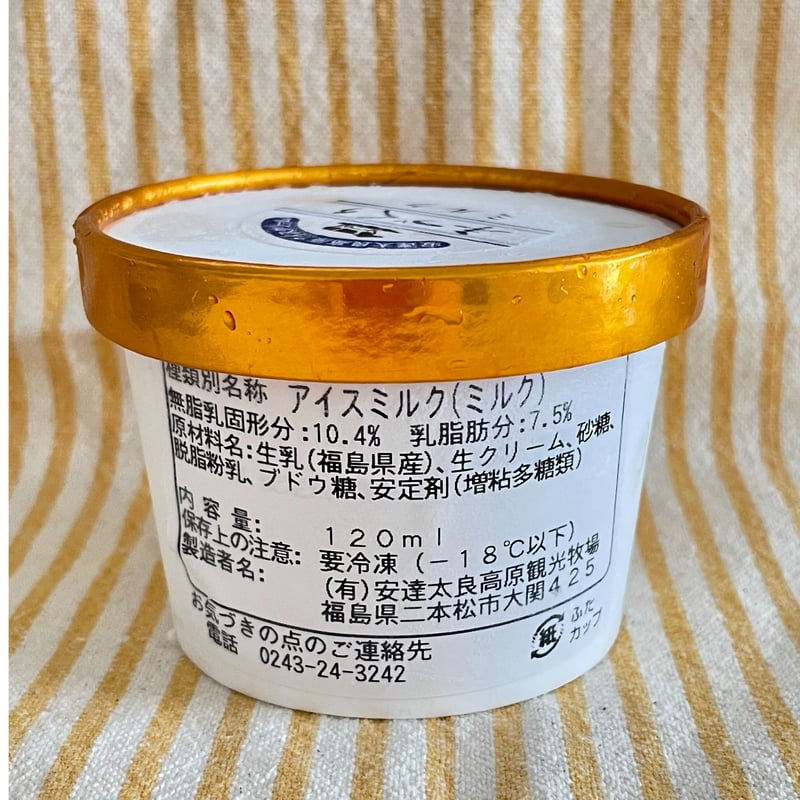 種類別名称 アイスミルク(ミルク)
無脂乳固形分:10.4% 乳脂肪分:7.5%
原材料名:生乳(福島県産)、生クリーム、砂糖、
脱脂粉乳、ブドウ糖、安定剤(増粘多糖類)
内容量: 120ml
保存上の注意: 要冷凍(-18℃以下)
製造者名: (有)安達太良高原観光牧場
福島県二本松市大関425
お気づきの点のご連絡先
電話 0243-24-3242
紙
ふた
カップ